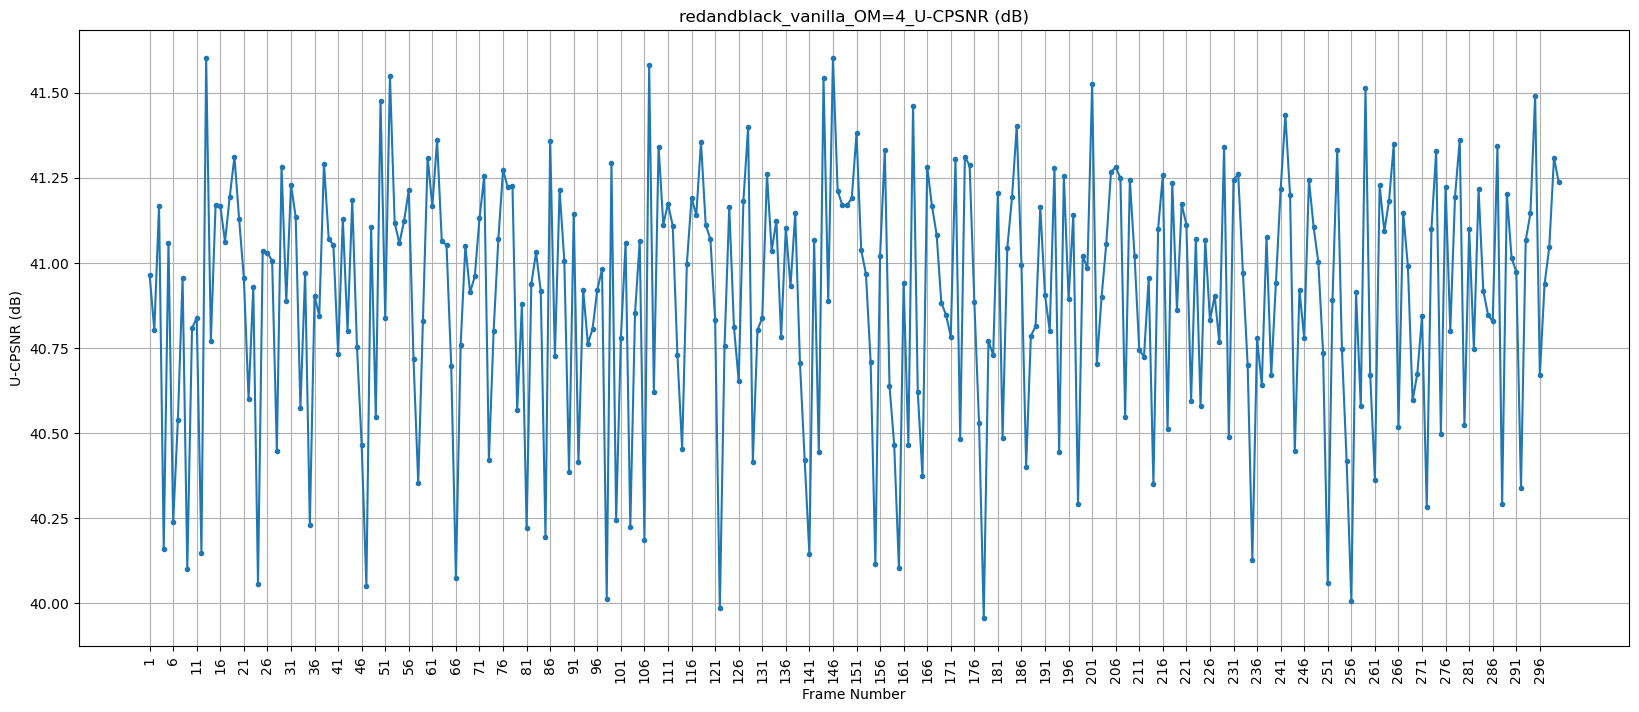 redandblack_vanilla_OM=4_U-CPSNR (dB)
U-CPSNR (dB)
41.50
41.25
41.00
40.75
40.50
40.25
40.00
1 6 11 16 21 26 31 36 41 46 51 56 61 66 71 76 81 86 91 96 101 106 111 116 121 126 131 136 141 146 151 156 161 166 171 176 181 186 191 196 201 206 211 216 221 226 231 236 241 246 251 256 261 266 271 276 281 286 291 296
Frame Number